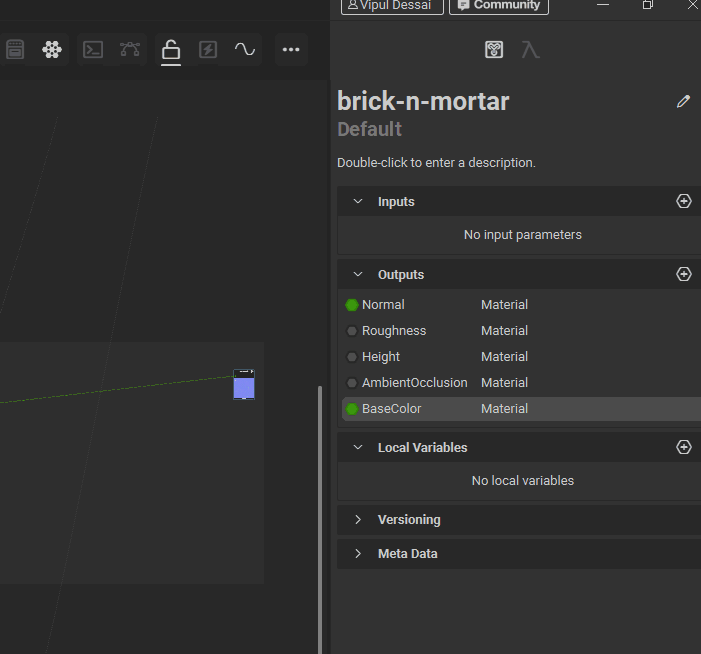 Vipul Dessai
Community
brick-n-mortar
Default
Double-click to enter a description.
Inputs
No input parameters
Outputs
Normal Material
Roughness Material
Height Material
AmbientOcclusion Material
BaseColor Material
Local Variables
No local variables
Versioning
Meta Data